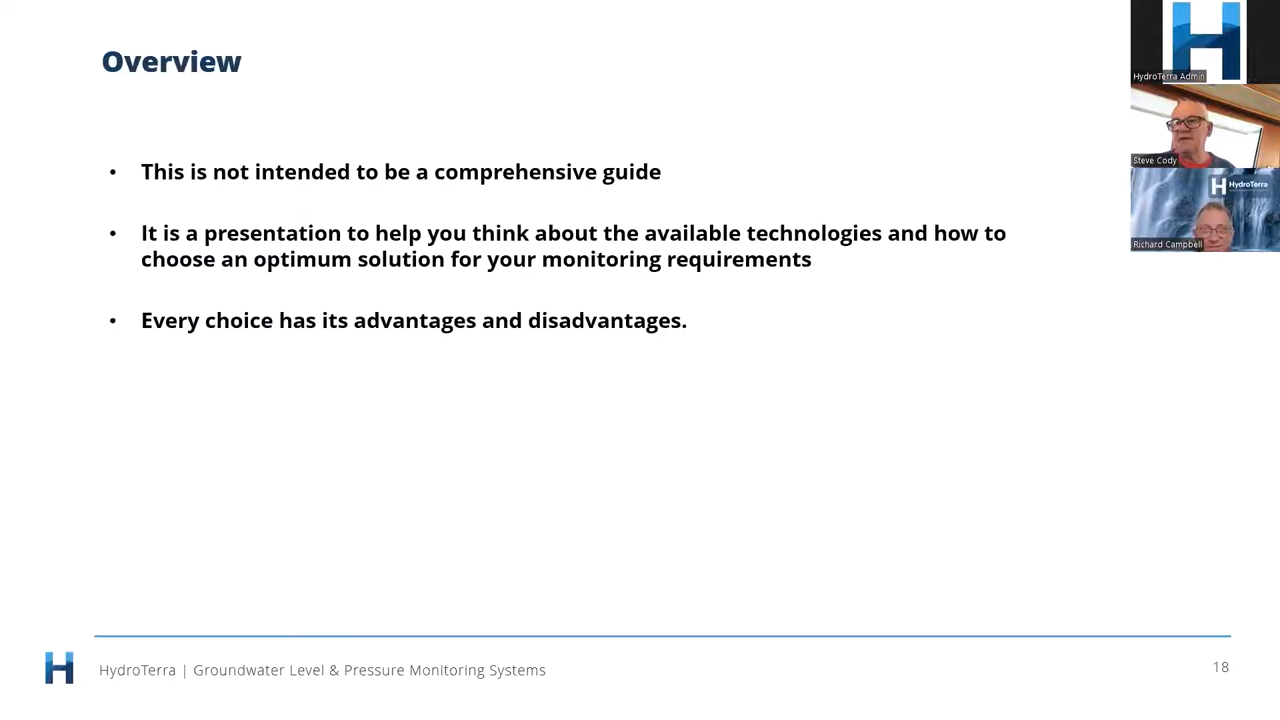 Overview
• This is not intended to be a comprehensive guide
• It is a presentation to help you think about the available technologies and how to
choose an optimum solution for your monitoring requirements
• Every choice has its advantages and disadvantages.
HydroTerra Admin
Steve Cody
HydroTerra
Richard Campbell
HydroTerra | Groundwater Level & Pressure Monitoring Systems
18